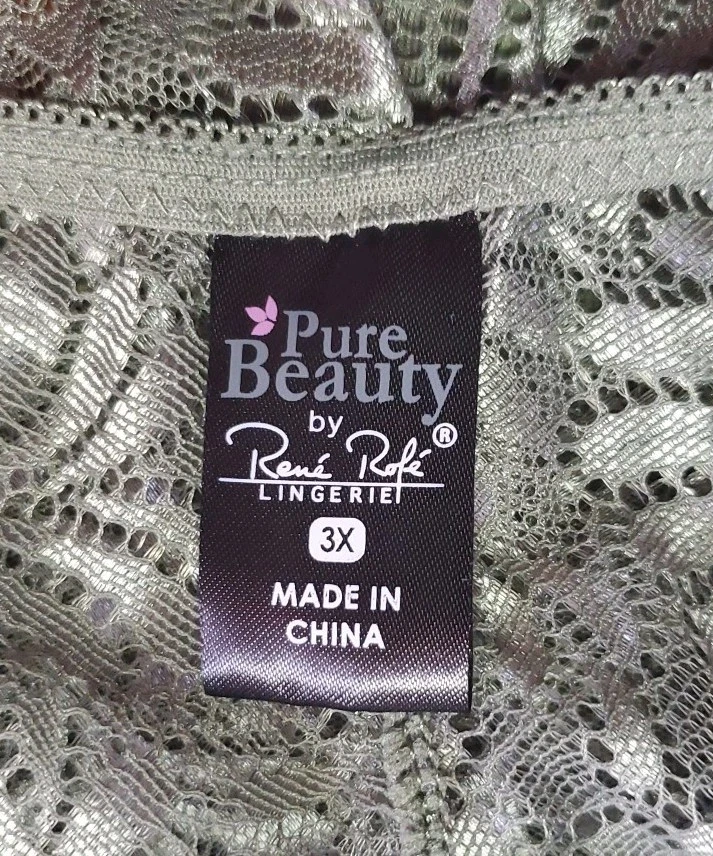 Pure
Beauty
by
René Rofé®
LINGERIE
3X
MADE IN
CHINA